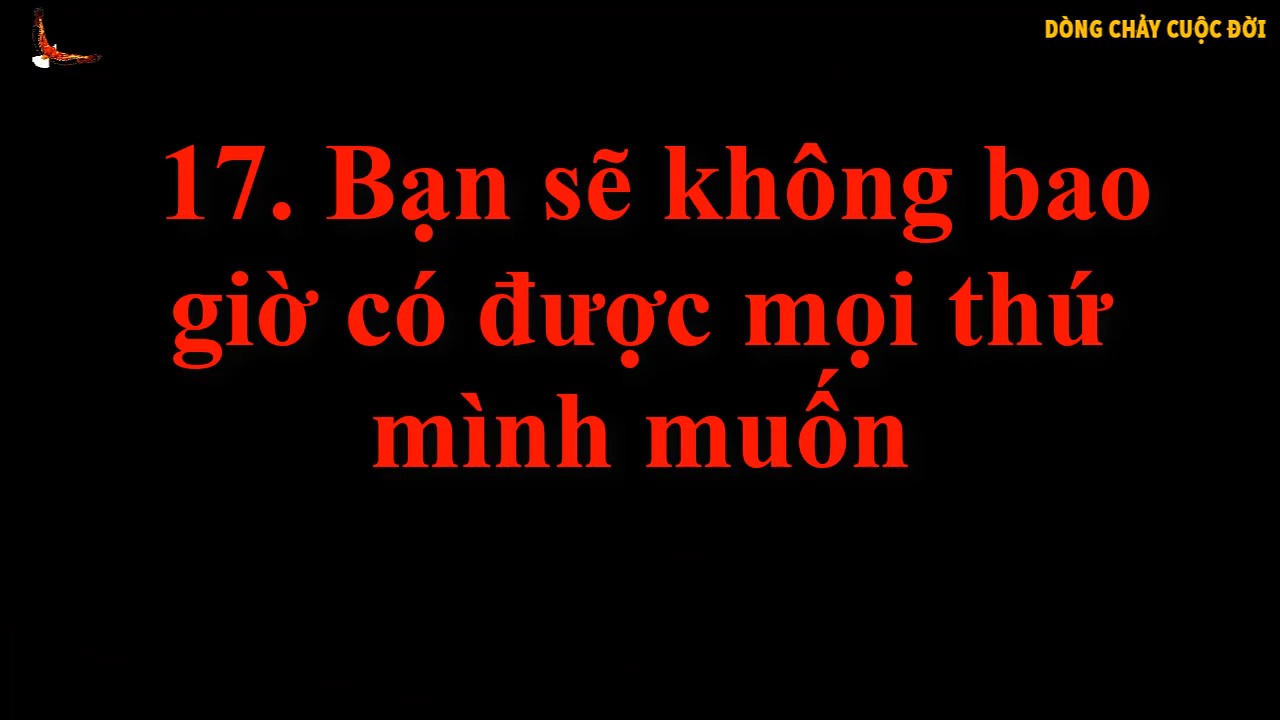 DÒNG CHẢY CUỘC ĐỜI
17. Bạn sẽ không bao
giờ có được mọi thứ
mình muốn